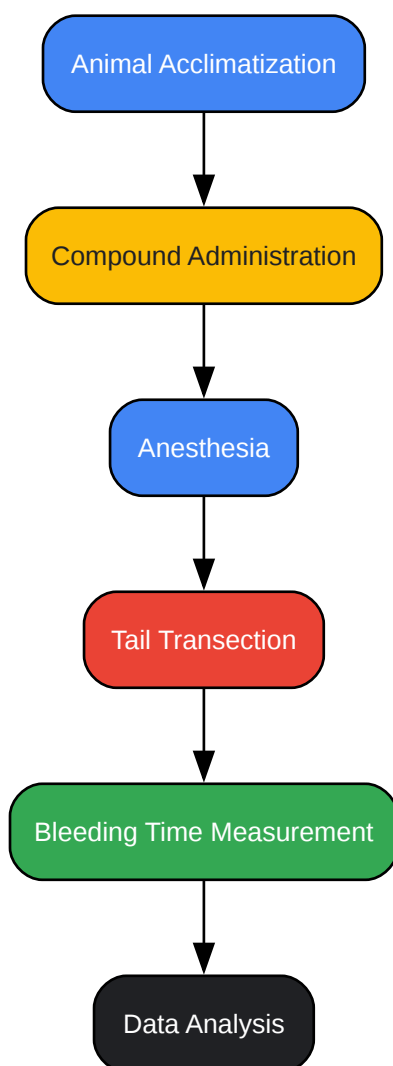 Animal Acclimatization
Compound Administration
Anesthesia
Tail Transection
Bleeding Time Measurement
Data Analysis